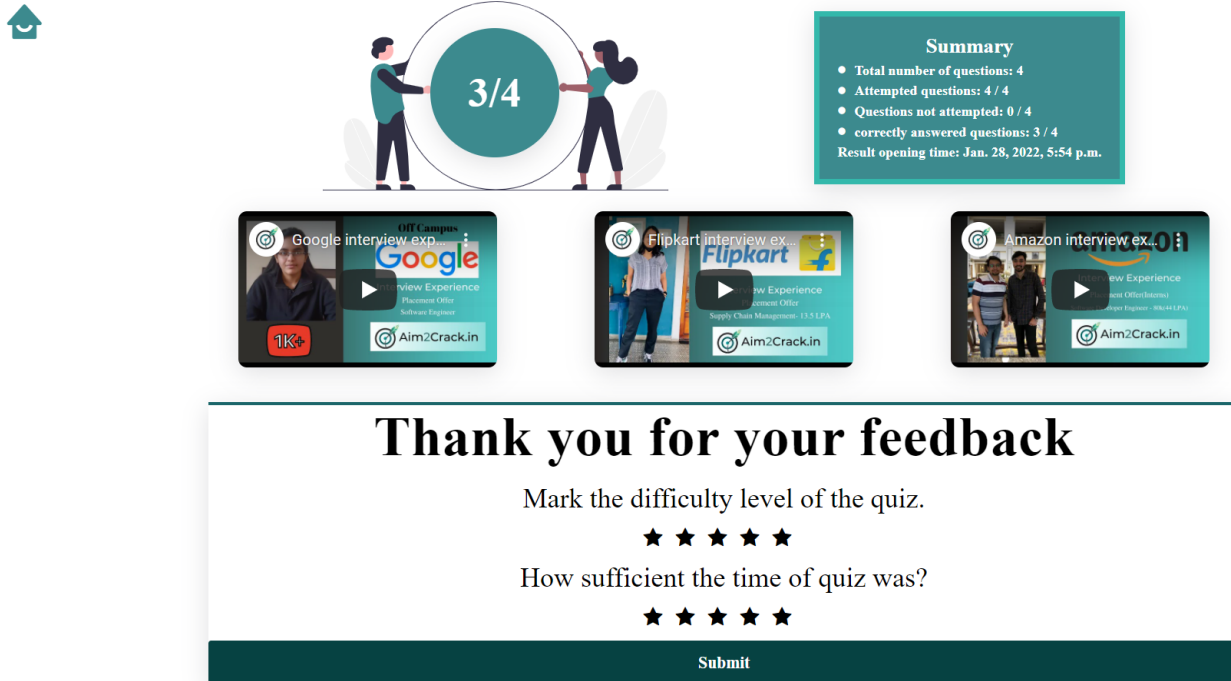 3/4
Summary
Total number of questions: 4
Attempted questions: 4 / 4
Questions not attempted: 0 / 4
correctly answered questions: 3 / 4
Result opening time: Jan. 28, 2022, 5:54 p.m.
Google interview exp...
Off Campus
Google
Interview Experience
Placement Offer
Software Engineer
1K+
Aim2Crack.in
Flipkart interview ex...
Flipkart
Experience
Placement Offer
Supply Chain Management- 13.5 LPA
Aim2Crack.in
Amazon interview ex...
amazon
Interview Experience
Offer(Interns)
Engineer
LPA)
Aim2Crack.in
Thank you for your feedback
Mark the difficulty level of the quiz.
How sufficient the time of quiz was?
Submit